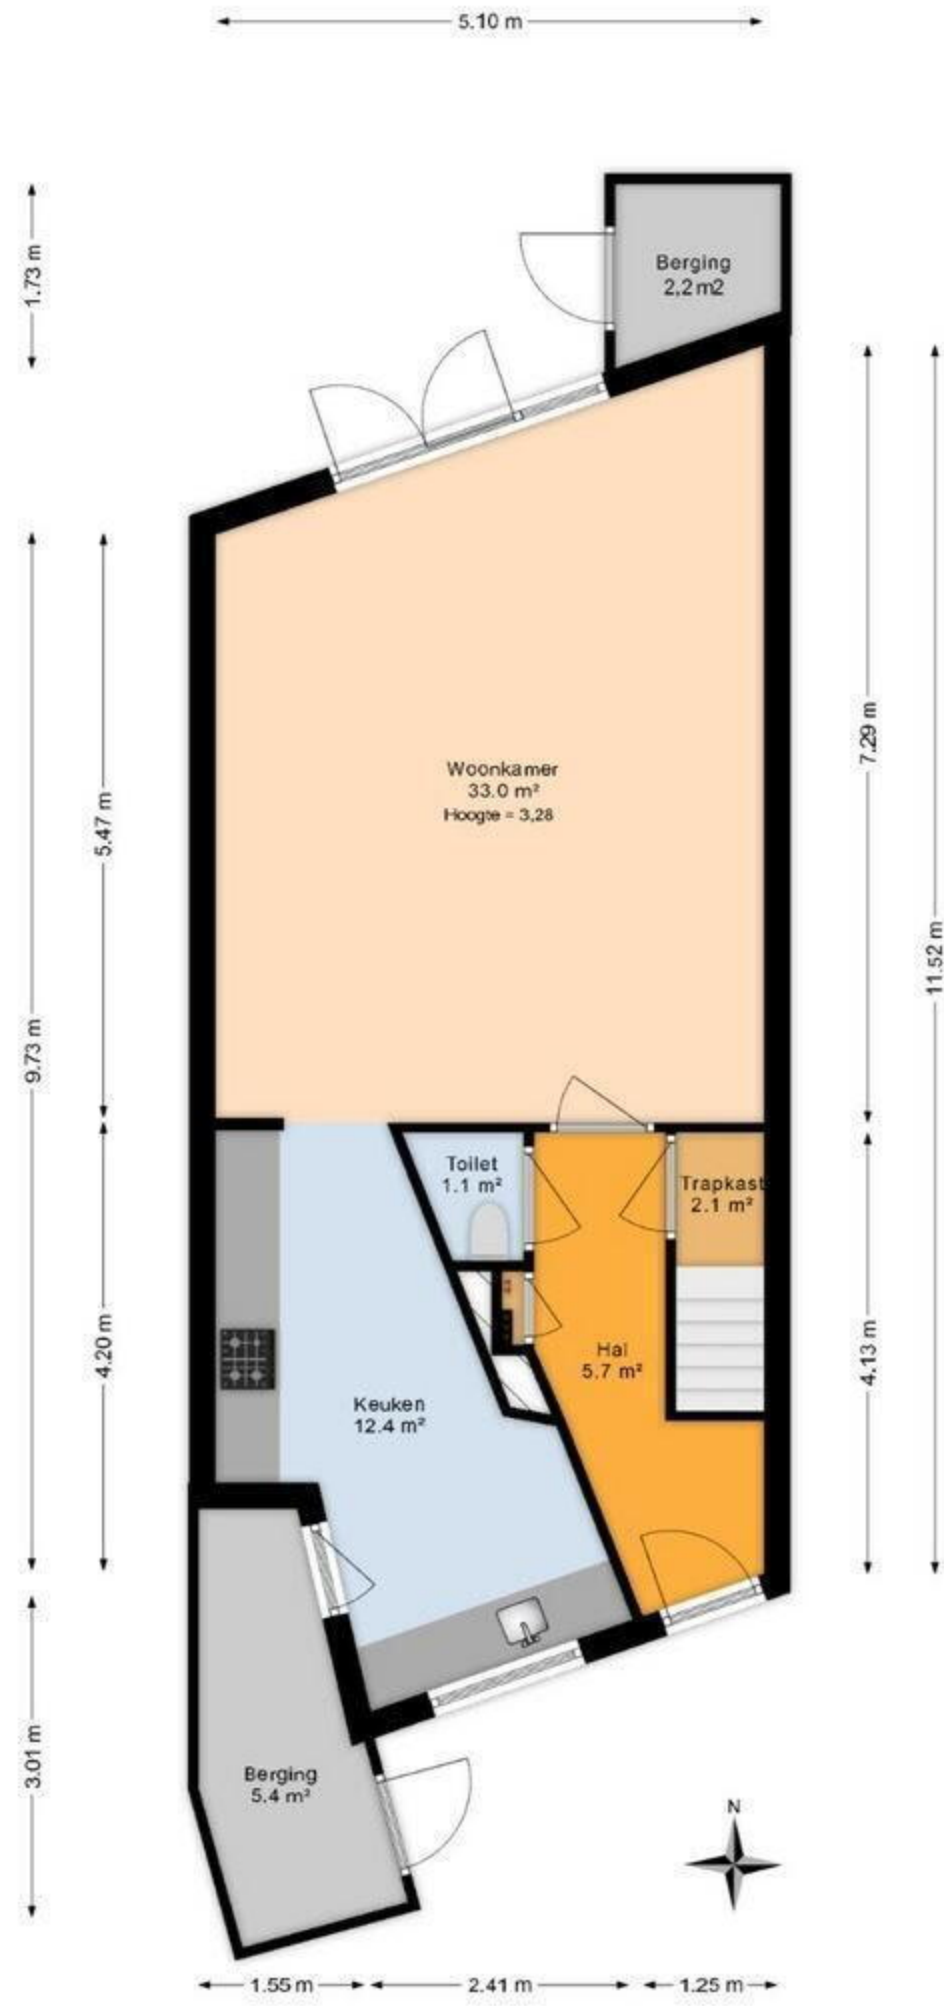 5.10 m
1.73 m
Berging
2,2 m2
Woonkamer
33.0 m²
Hoogte = 3,28
5.47 m
9.73 m
7.29 m
11.52 m
Toilet
1.1 m²
Trapkast
2.1 m²
Hal
5.7 m²
Keuken
12.4 m²
4.20 m
4.13 m
Berging
5.4 m²
3.01 m
N
1.55 m
2.41 m
1.25 m